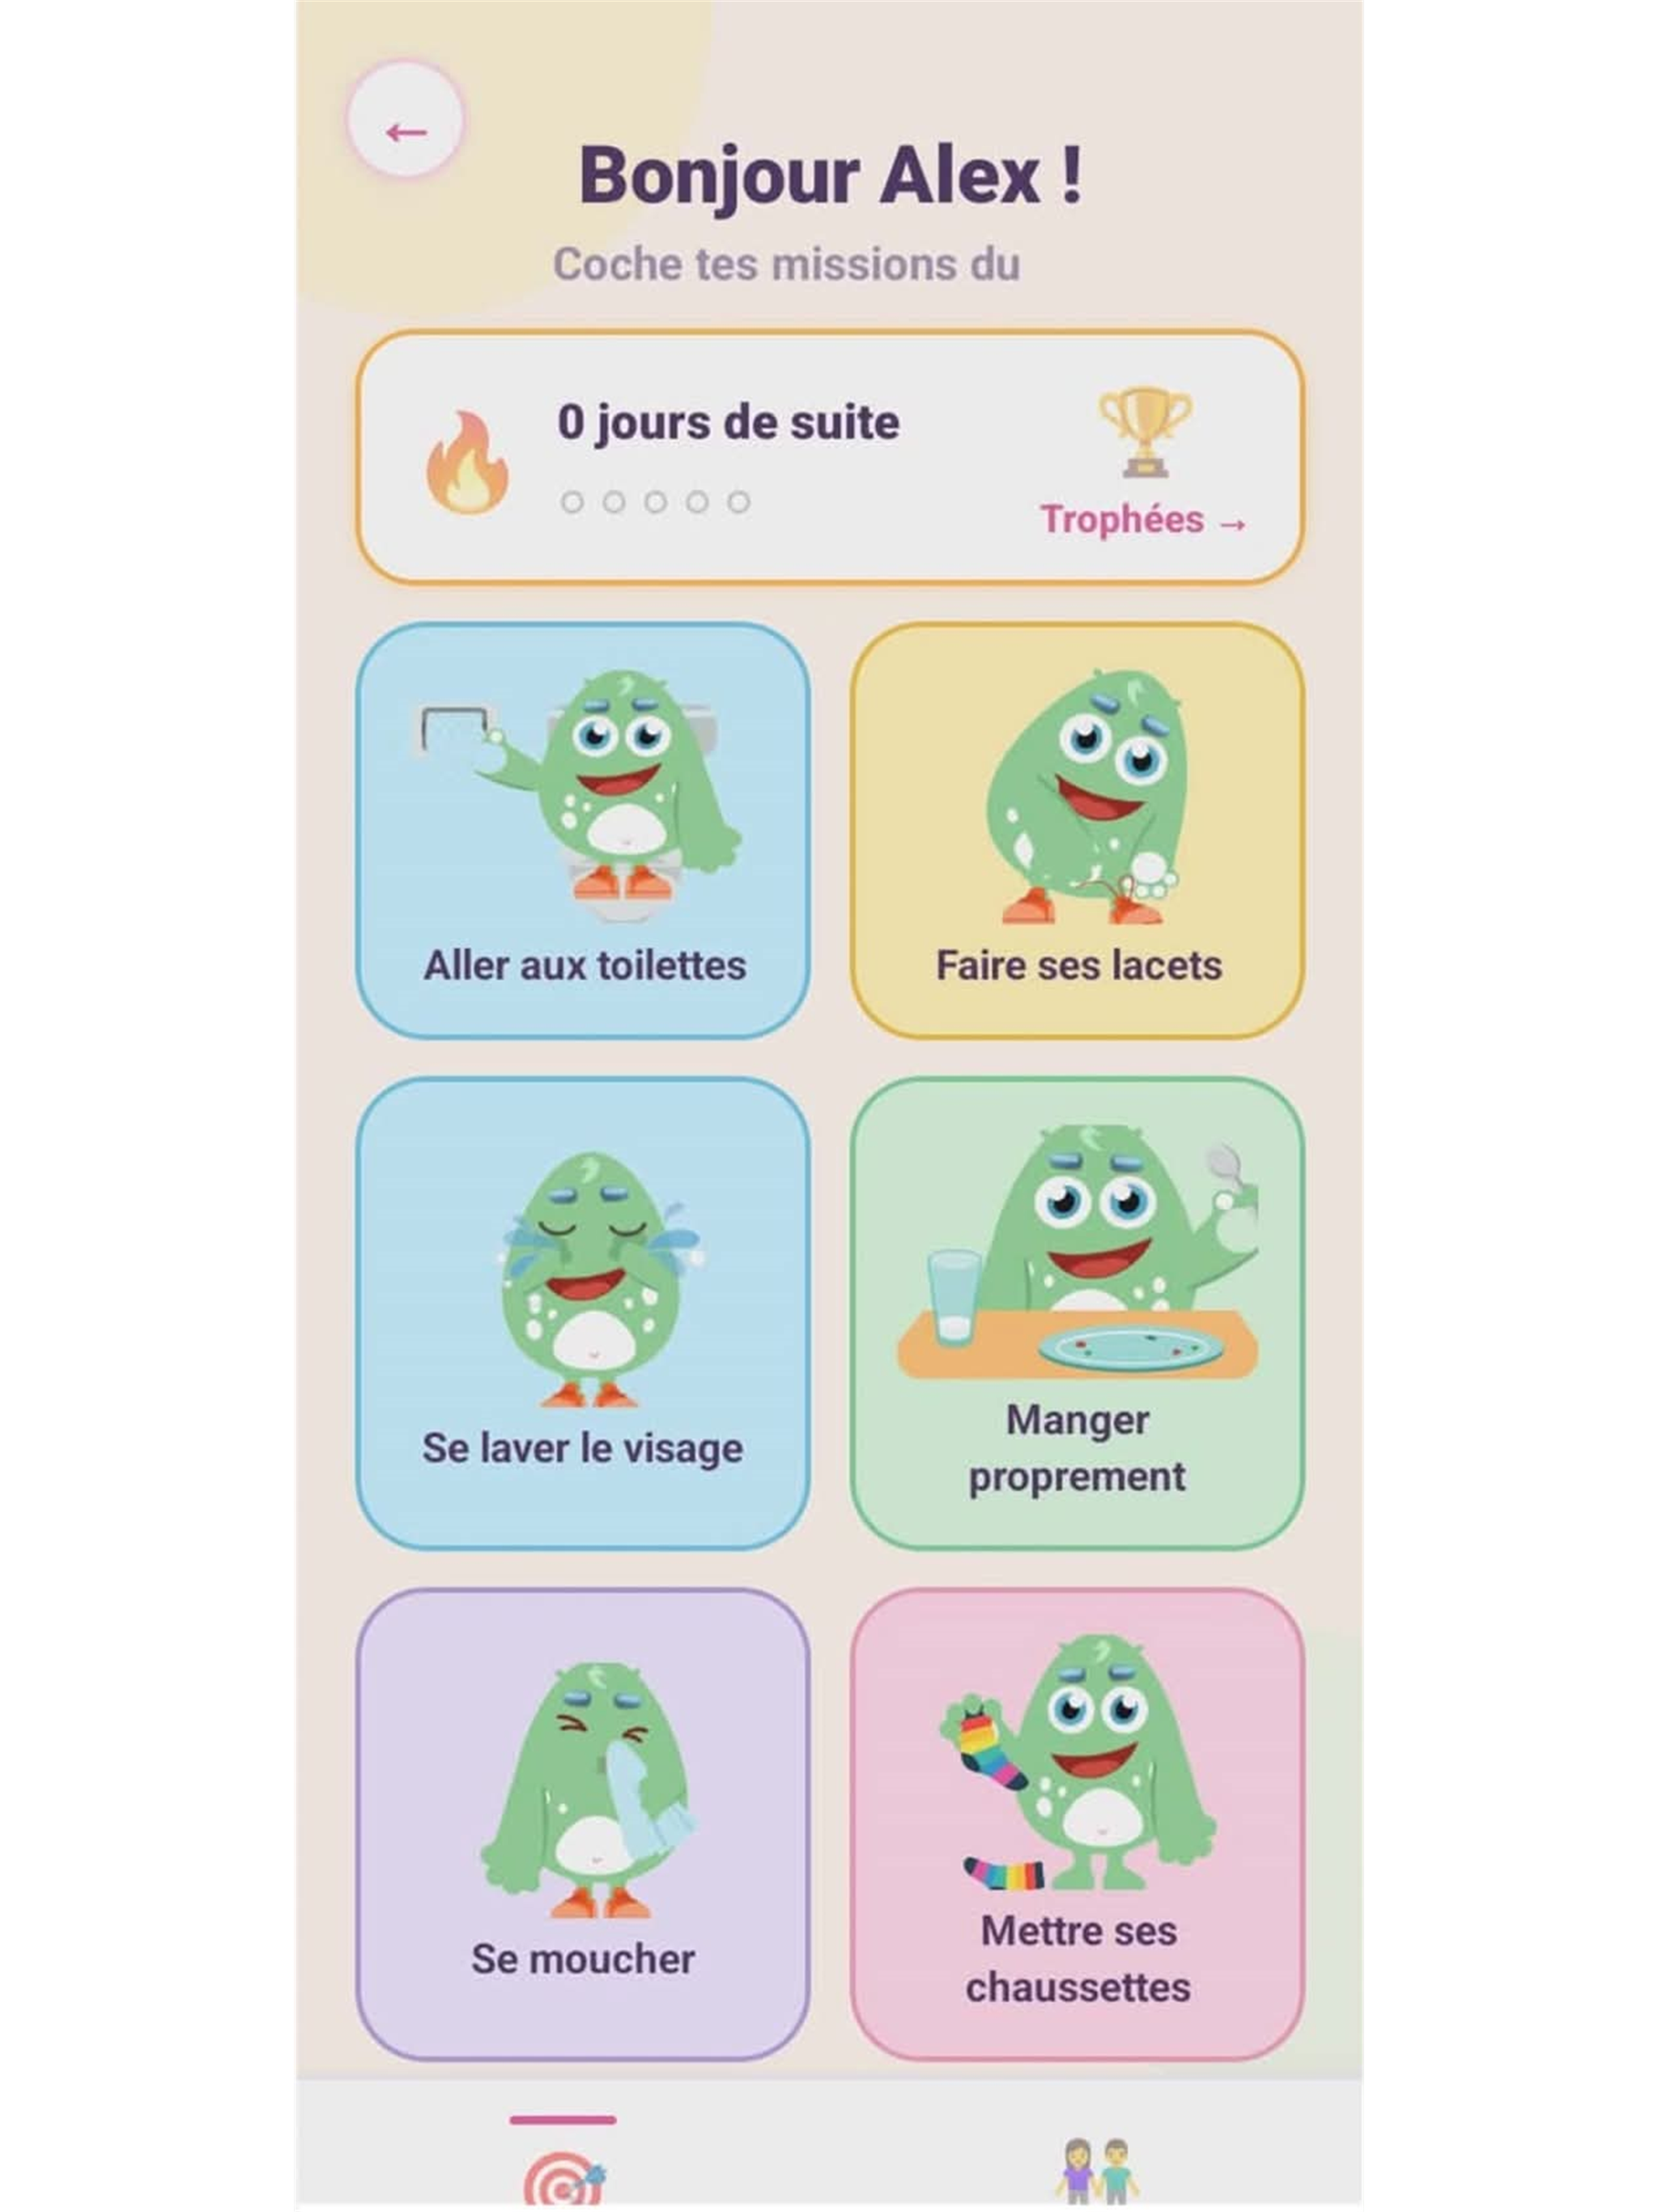 ←
Bonjour Alex !
Coche tes missions du
0 jours de suite
Trophées →
Aller aux toilettes
Faire ses lacets
Se laver le visage
Manger
proprement
Se moucher
Mettre ses
chaussettes